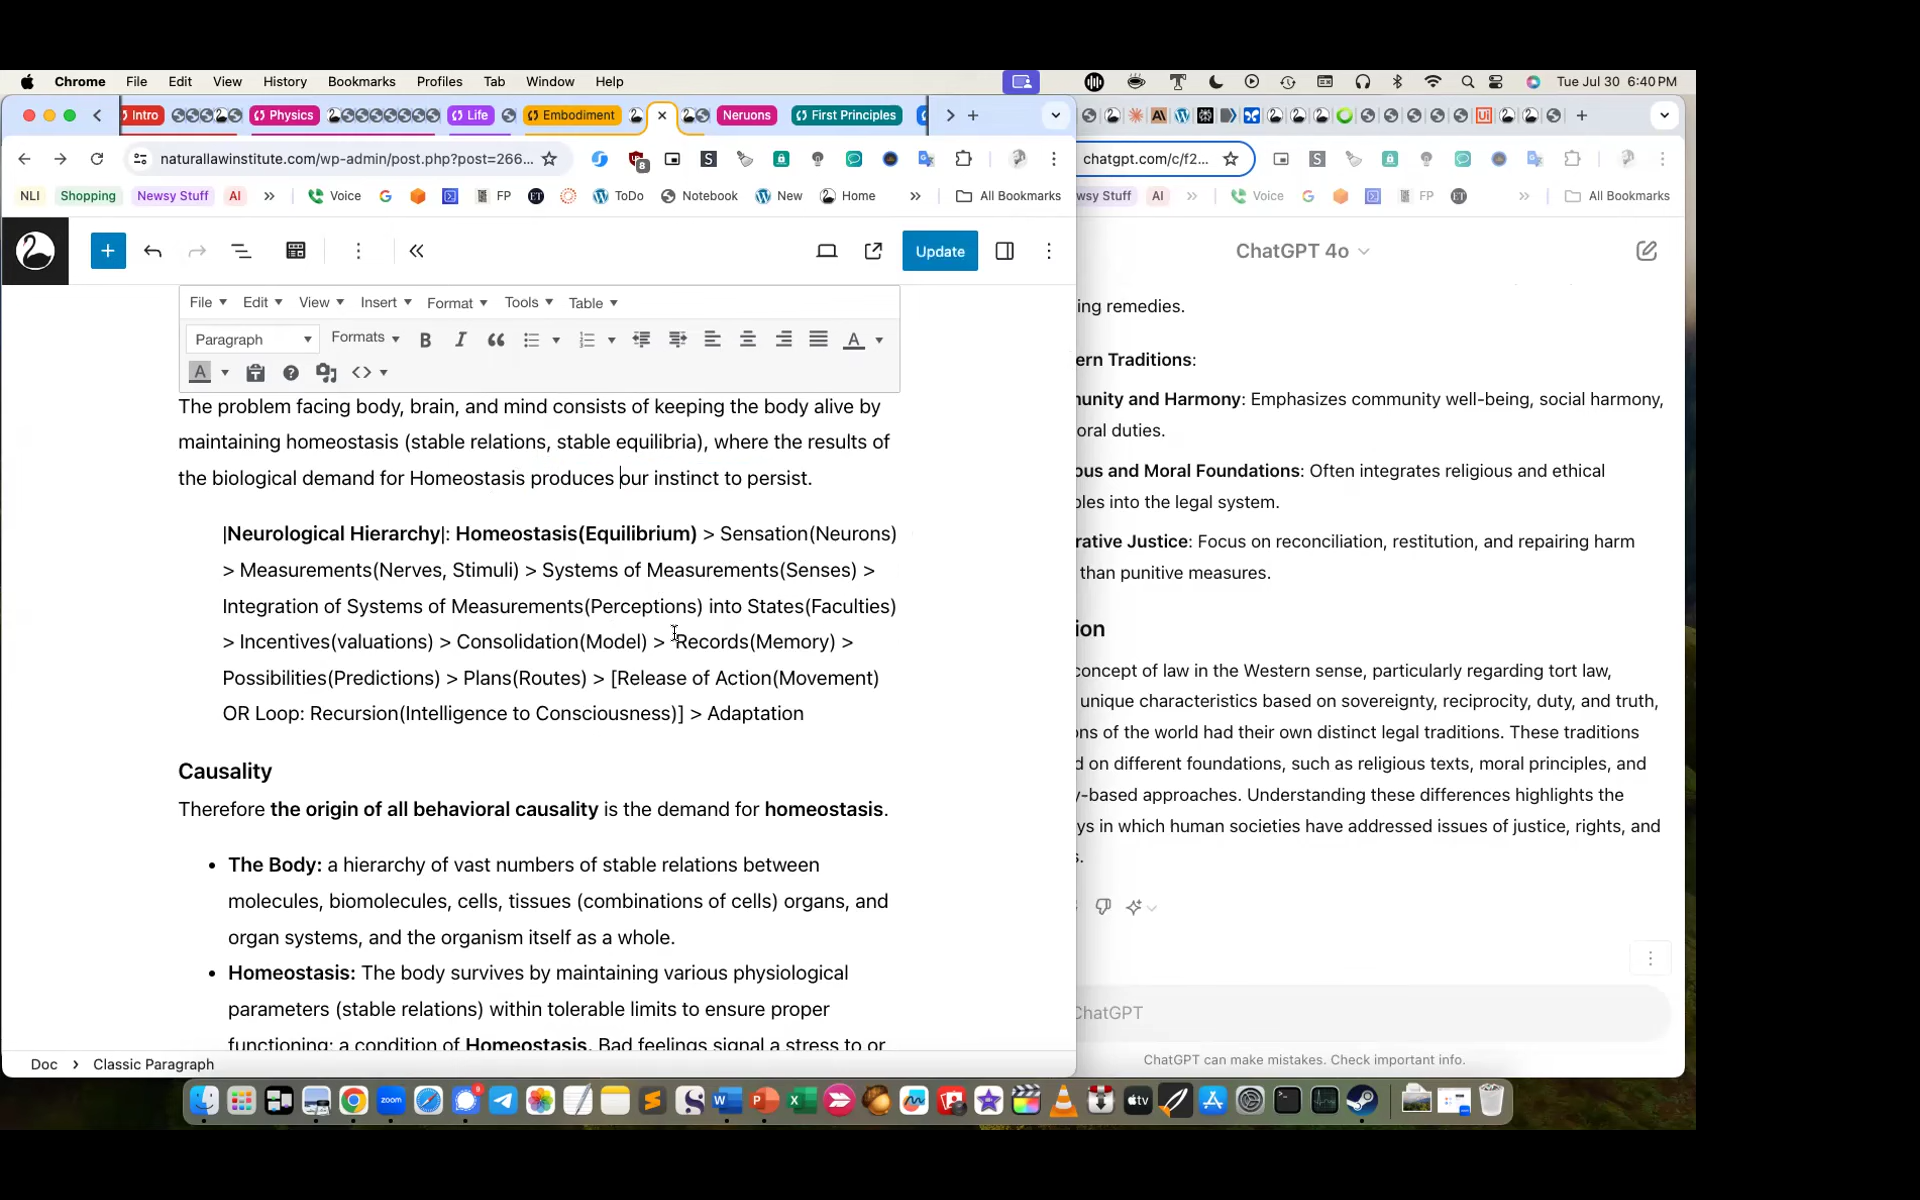 Chrome File Edit View History Bookmarks Profiles Tab Window Help Tue Jul 30 6:40 PM
Intro Physics Life Embodiment Neruons First Principles
naturallawinstitute.com/wp-admin/post.php?post=266...
chatgpt.com/c/f2...
NLI Shopping Newsy Stuff AI Voice FP ToDo Notebook New Home All Bookmarks
wsy Stuff AI Voice FP All Bookmarks
Update
File Edit View Insert Format Tools Table
Paragraph Formats
The problem facing body, brain, and mind consists of keeping the body alive by
maintaining homeostasis (stable relations, stable equilibria), where the results of
the biological demand for Homeostasis produces our instinct to persist.
|Neurological Hierarchy|: Homeostasis(Equilibrium) > Sensation(Neurons)
> Measurements(Nerves, Stimuli) > Systems of Measurements(Senses) >
Integration of Systems of Measurements(Perceptions) into States(Faculties)
> Incentives(valuations) > Consolidation(Model) > Records(Memory) >
Possibilities(Predictions) > Plans(Routes) > [Release of Action(Movement)
OR Loop: Recursion(Intelligence to Consciousness)] > Adaptation
Causality
Therefore the origin of all behavioral causality is the demand for homeostasis.
• The Body: a hierarchy of vast numbers of stable relations between
molecules, biomolecules, cells, tissues (combinations of cells) organs, and
organ systems, and the organism itself as a whole.
• Homeostasis: The body survives by maintaining various physiological
parameters (stable relations) within tolerable limits to ensure proper
functioning: a condition of Homeostasis. Bad feelings signal a stress to or
Doc > Classic Paragraph
ChatGPT 4o
ing remedies.
ern Traditions:
unity and Harmony: Emphasizes community well-being, social harmony,
oral duties.
ous and Moral Foundations: Often integrates religious and ethical
ples into the legal system.
rative Justice: Focus on reconciliation, restitution, and repairing harm
than punitive measures.
ion
concept of law in the Western sense, particularly regarding tort law,
unique characteristics based on sovereignty, reciprocity, duty, and truth,
ons of the world had their own distinct legal traditions. These traditions
d on different foundations, such as religious texts, moral principles, and
y-based approaches. Understanding these differences highlights the
ys in which human societies have addressed issues of justice, rights, and
s.
ChatGPT
ChatGPT can make mistakes. Check important info.
zoom
tv